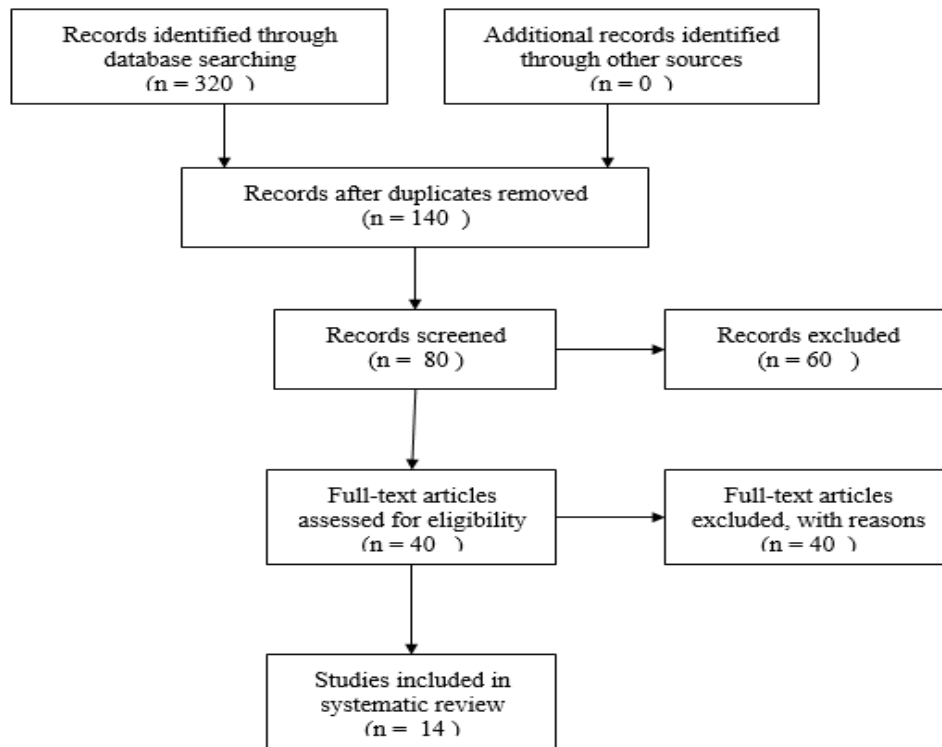 Records identified through
database searching
(n = 320  )
Additional records identified
through other sources
(n = 0  )
Records after duplicates removed
(n = 140  )
Records screened
(n =  80 )
Records excluded
(n = 60   )
Full-text articles
assessed for eligibility
(n = 40   )
Full-text articles
excluded, with reasons
(n = 40  )
Studies included in
systematic review
(n =  14 )